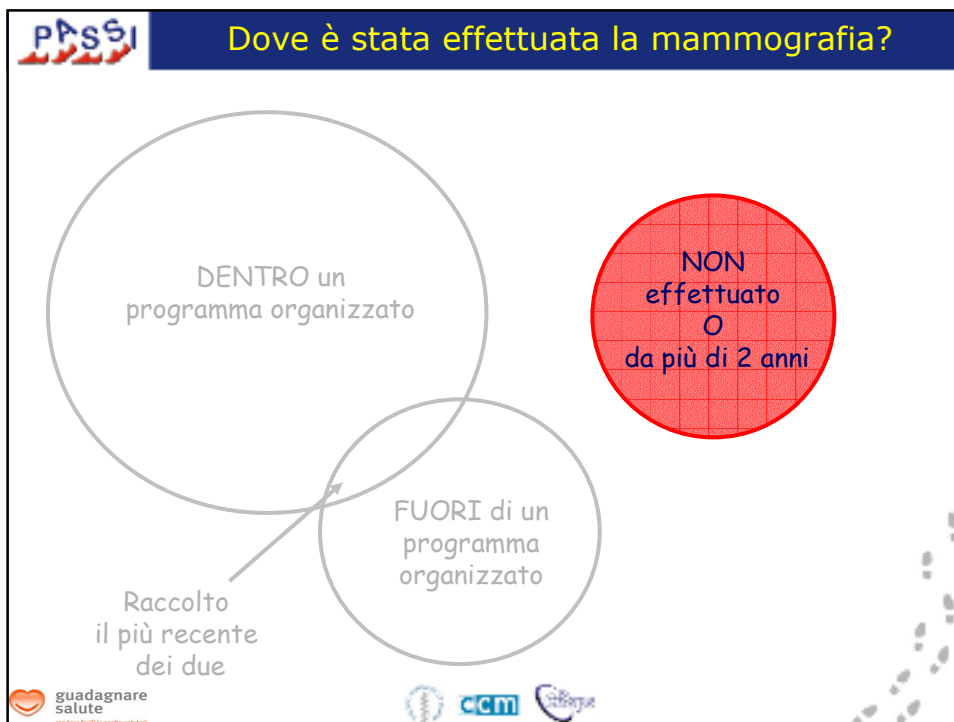 PASSI
Dove è stata effettuata la mammografia?
DENTRO un
programma organizzato
NON
effettuato
O
da più di 2 anni
FUORI di un
programma
organizzato
Raccolto
il più recente
dei due
guadagnare
salute
ccm